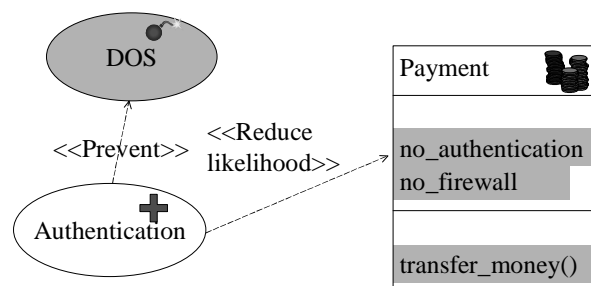 DOS
<<Prevent>>
<<Reduce
likelihood>>
Authentication
Payment
no_authentication
no_firewall
transfer_money()